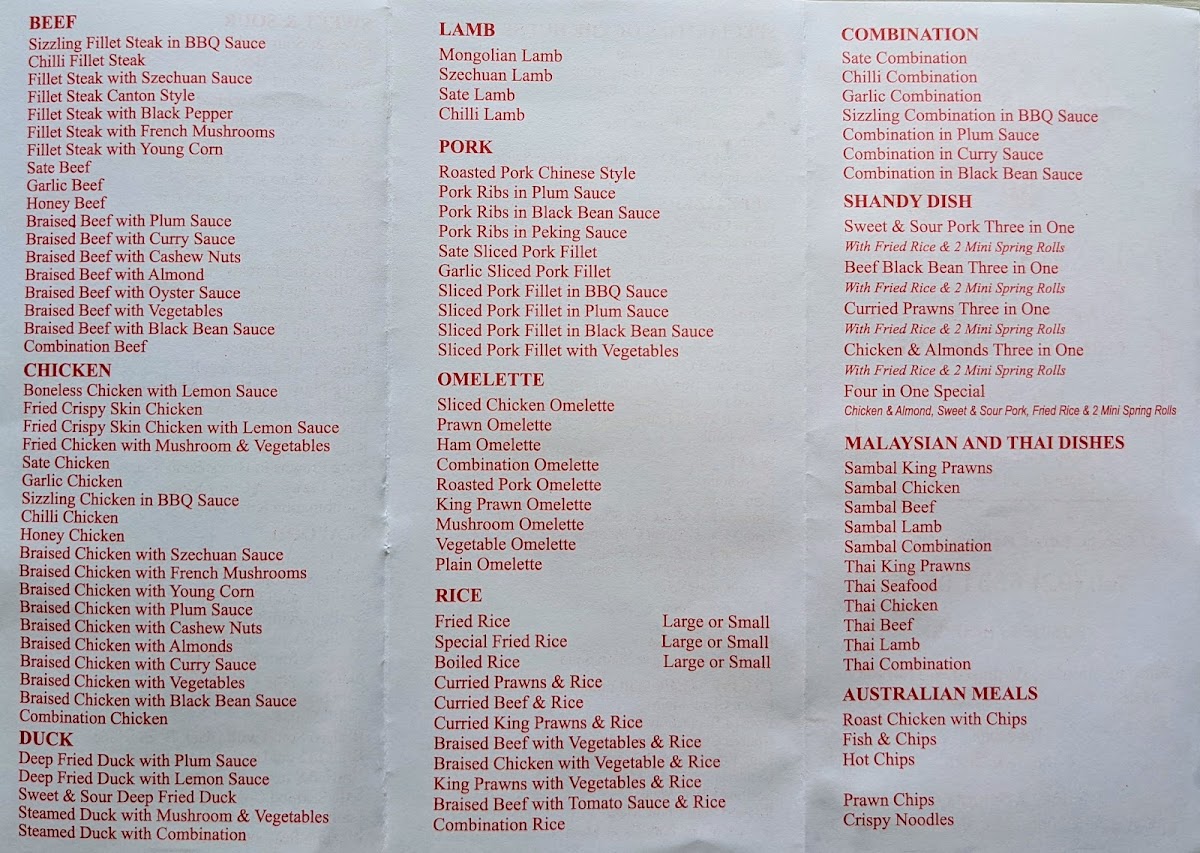 BEEF
Sizzling Fillet Steak in BBQ Sauce
Chilli Fillet Steak
Fillet Steak with Szechuan Sauce
Fillet Steak Canton Style
Fillet Steak with Black Pepper
Fillet Steak with French Mushrooms
Fillet Steak with Young Corn
Sate Beef
Garlic Beef
Honey Beef
Braised Beef with Plum Sauce
Braised Beef with Curry Sauce
Braised Beef with Cashew Nuts
Braised Beef with Almond
Braised Beef with Oyster Sauce
Braised Beef with Vegetables
Braised Beef with Black Bean Sauce
Combination Beef
CHICKEN
Boneless Chicken with Lemon Sauce
Fried Crispy Skin Chicken
Fried Crispy Skin Chicken with Lemon Sauce
Fried Chicken with Mushroom & Vegetables
Sate Chicken
Garlic Chicken
Sizzling Chicken in BBQ Sauce
Chilli Chicken
Honey Chicken
Braised Chicken with Szechuan Sauce
Braised Chicken with French Mushrooms
Braised Chicken with Young Corn
Braised Chicken with Plum Sauce
Braised Chicken with Cashew Nuts
Braised Chicken with Almonds
Braised Chicken with Curry Sauce
Braised Chicken with Vegetables
Braised Chicken with Black Bean Sauce
Combination Chicken
DUCK
Deep Fried Duck with Plum Sauce
Deep Fried Duck with Lemon Sauce
Sweet & Sour Deep Fried Duck
Steamed Duck with Mushroom & Vegetables
Steamed Duck with Combination
LAMB
Mongolian Lamb
Szechuan Lamb
Sate Lamb
Chilli Lamb
PORK
Roasted Pork Chinese Style
Pork Ribs in Plum Sauce
Pork Ribs in Black Bean Sauce
Pork Ribs in Peking Sauce
Sate Sliced Pork Fillet
Garlic Sliced Pork Fillet
Sliced Pork Fillet in BBQ Sauce
Sliced Pork Fillet in Plum Sauce
Sliced Pork Fillet in Black Bean Sauce
Sliced Pork Fillet with Vegetables
OMELETTE
Sliced Chicken Omelette
Prawn Omelette
Ham Omelette
Combination Omelette
Roasted Pork Omelette
King Prawn Omelette
Mushroom Omelette
Vegetable Omelette
Plain Omelette
RICE
Fried Rice Large or Small
Special Fried Rice Large or Small
Boiled Rice Large or Small
Curried Prawns & Rice
Curried Beef & Rice
Curried King Prawns & Rice
Braised Beef with Vegetables & Rice
Braised Chicken with Vegetable & Rice
King Prawns with Vegetables & Rice
Braised Beef with Tomato Sauce & Rice
Combination Rice
COMBINATION
Sate Combination
Chilli Combination
Garlic Combination
Sizzling Combination in BBQ Sauce
Combination in Plum Sauce
Combination in Curry Sauce
Combination in Black Bean Sauce
SHANDY DISH
Sweet & Sour Pork Three in One
With Fried Rice & 2 Mini Spring Rolls
Beef Black Bean Three in One
With Fried Rice & 2 Mini Spring Rolls
Curried Prawns Three in One
With Fried Rice & 2 Mini Spring Rolls
Chicken & Almonds Three in One
With Fried Rice & 2 Mini Spring Rolls
Four in One Special
Chicken & Almond, Sweet & Sour Pork, Fried Rice & 2 Mini Spring Rolls
MALAYSIAN AND THAI DISHES
Sambal King Prawns
Sambal Chicken
Sambal Beef
Sambal Lamb
Sambal Combination
Thai King Prawns
Thai Seafood
Thai Chicken
Thai Beef
Thai Lamb
Thai Combination
AUSTRALIAN MEALS
Roast Chicken with Chips
Fish & Chips
Hot Chips
Prawn Chips
Crispy Noodles